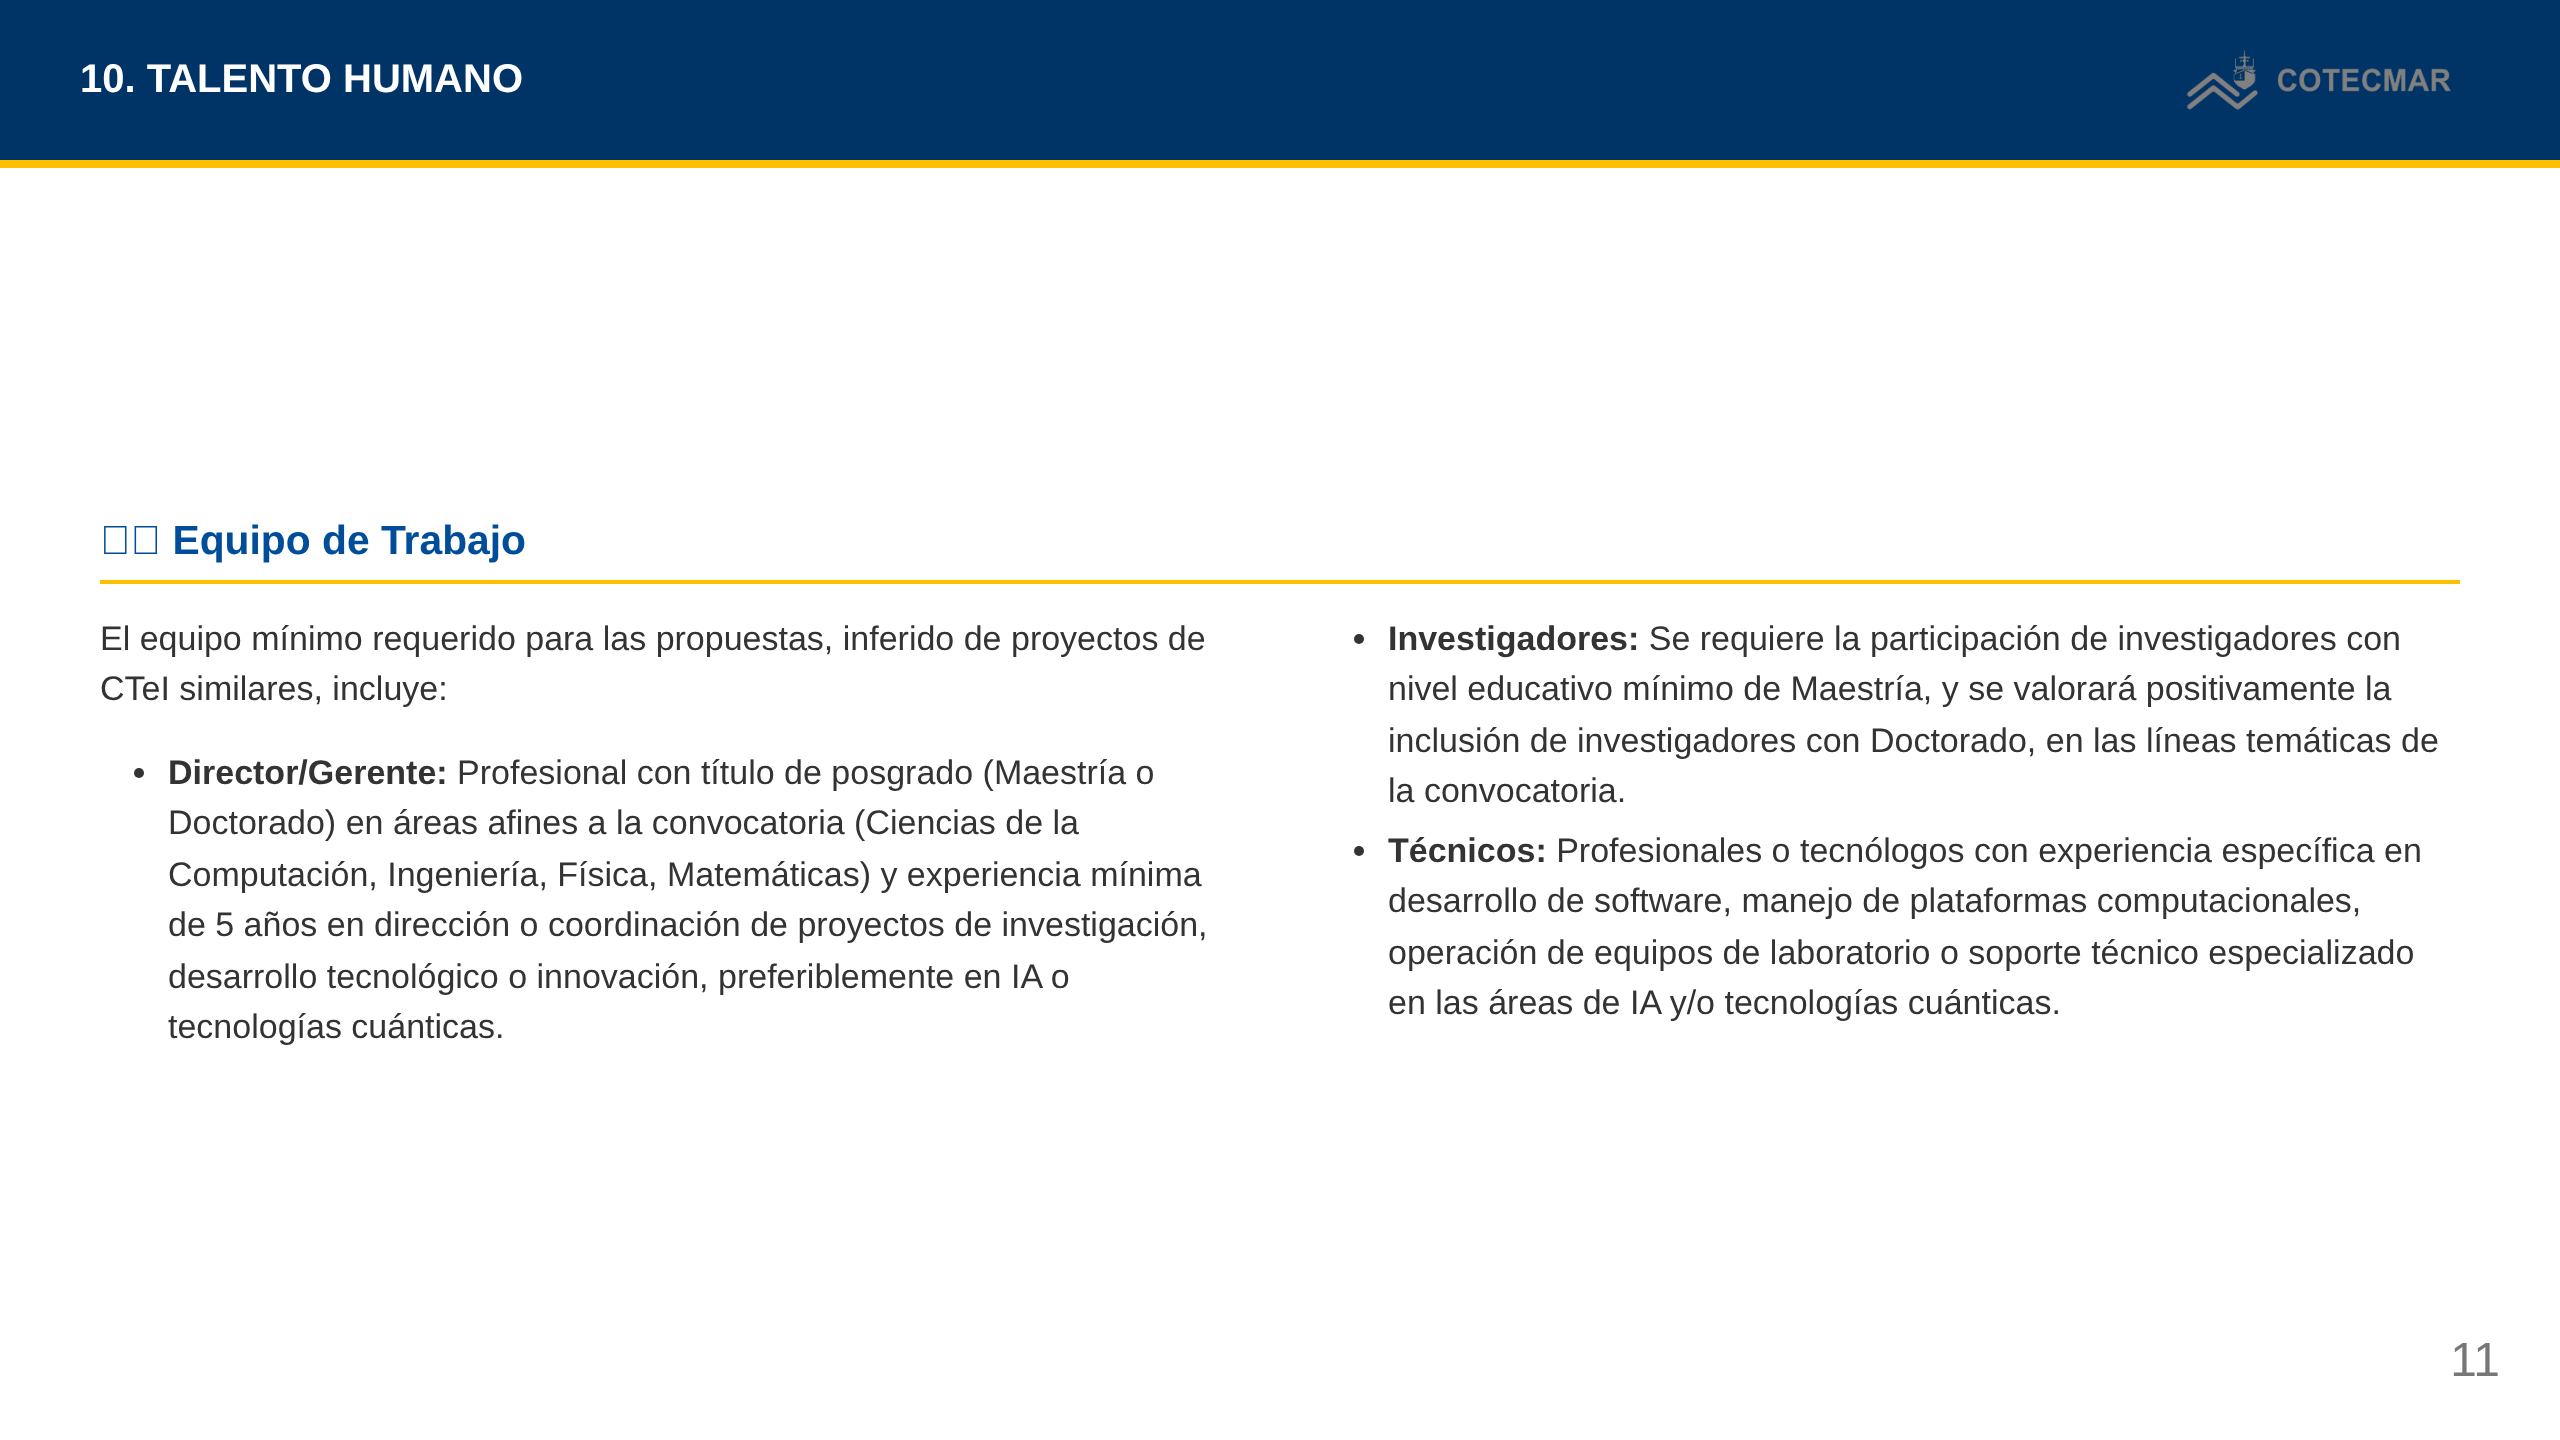 10. TALENTO HUMANO
COTECMAR
Equipo de Trabajo
El equipo mínimo requerido para las propuestas, inferido de proyectos de
CTeI similares, incluye:
• Director/Gerente: Profesional con título de posgrado (Maestría o
Doctorado) en áreas afines a la convocatoria (Ciencias de la
Computación, Ingeniería, Física, Matemáticas) y experiencia mínima
de 5 años en dirección o coordinación de proyectos de investigación,
desarrollo tecnológico o innovación, preferiblemente en IA o
tecnologías cuánticas.
• Investigadores: Se requiere la participación de investigadores con
nivel educativo mínimo de Maestría, y se valorará positivamente la
inclusión de investigadores con Doctorado, en las líneas temáticas de
la convocatoria.
• Técnicos: Profesionales o tecnólogos con experiencia específica en
desarrollo de software, manejo de plataformas computacionales,
operación de equipos de laboratorio o soporte técnico especializado
en las áreas de IA y/o tecnologías cuánticas.
11